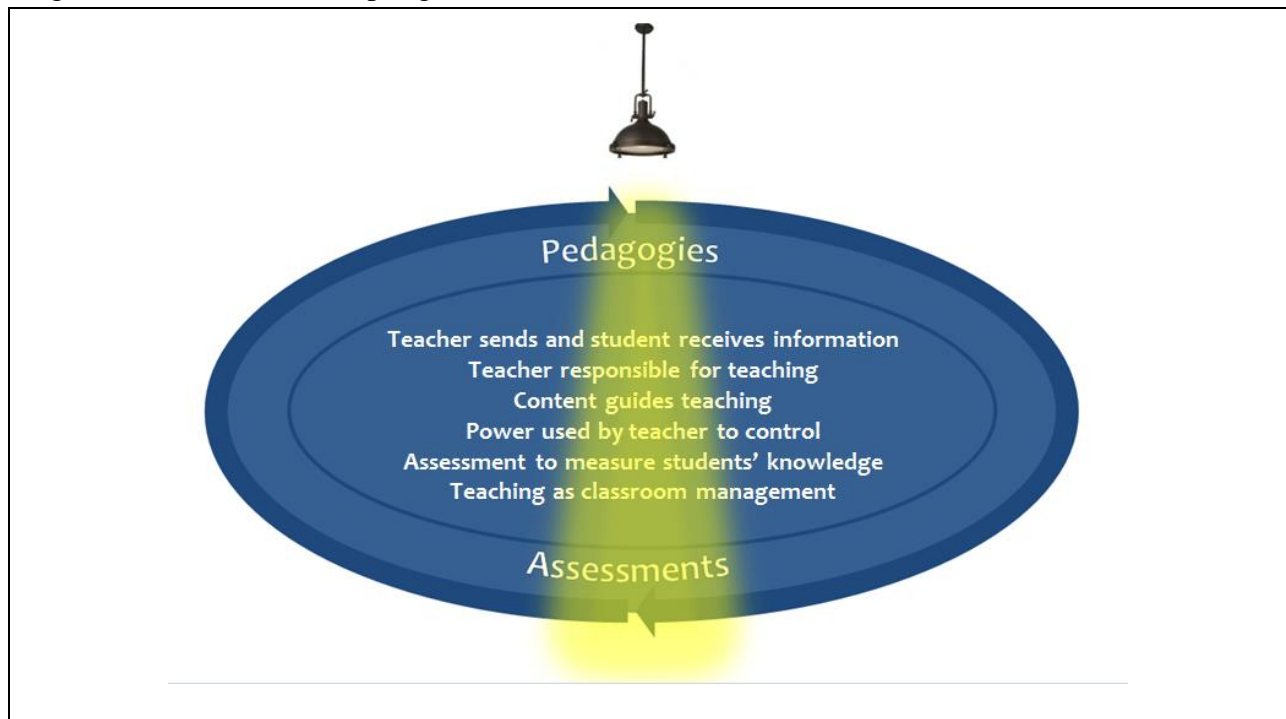 Pedagogies
Teacher sends and student receives information
Teacher responsible for teaching
Content guides teaching
Power used by teacher to control
Assessment to measure students’ knowledge
Teaching as classroom management
Assessments